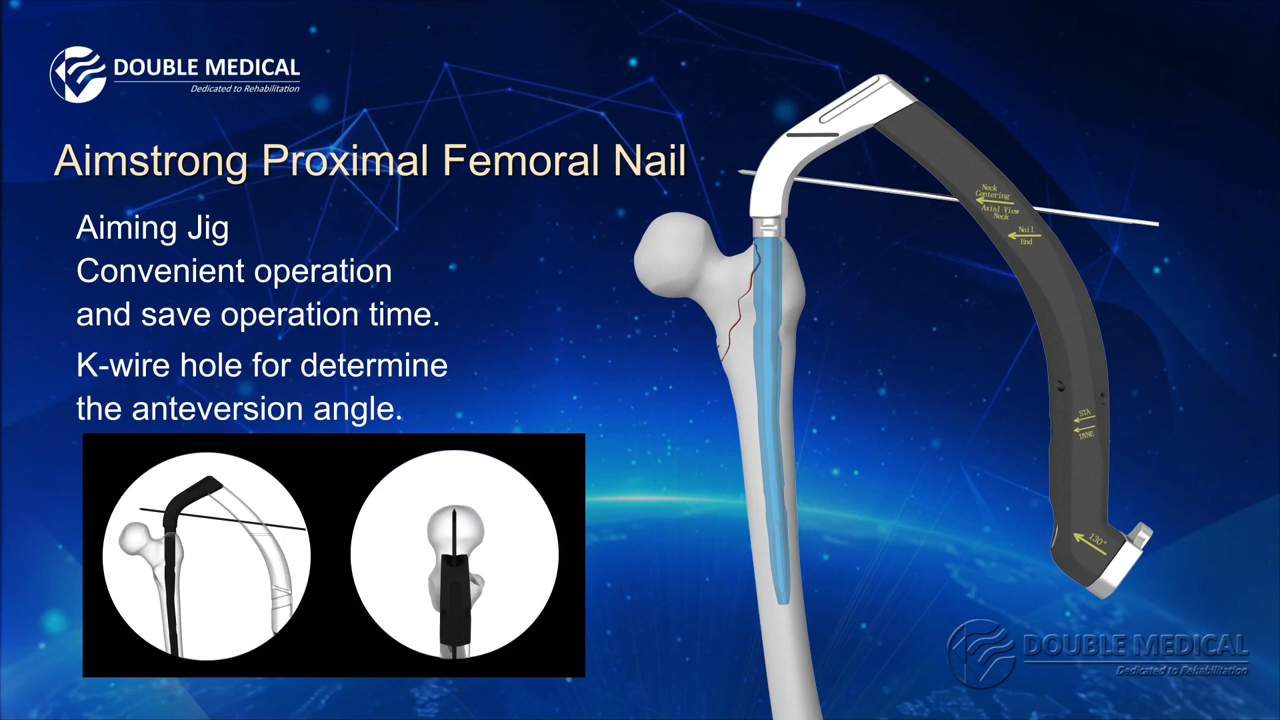 DOUBLE MEDICAL
Dedicated to Rehabilitation
Aimstrong Proximal Femoral Nail
Aiming Jig
Convenient operation
and save operation time.
K-wire hole for determine
the anteversion angle.
Neck
Centering
Axial View
Neck
Nail
End
STA
DYNE
130°
DOUBLE MEDICAL
Dedicated to Rehabilitation